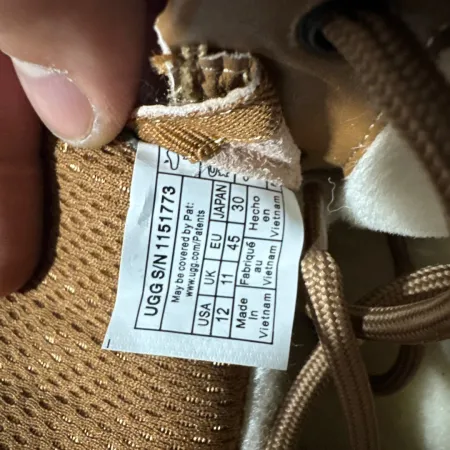 UGG S/N 1151773
May be covered by Pat:
www.ugg.com/Patents
USA UK EU JAPAN
12 11 45 30
Made Fabriqué Hecho
In au en
Vietnam Vietnam Vietnam